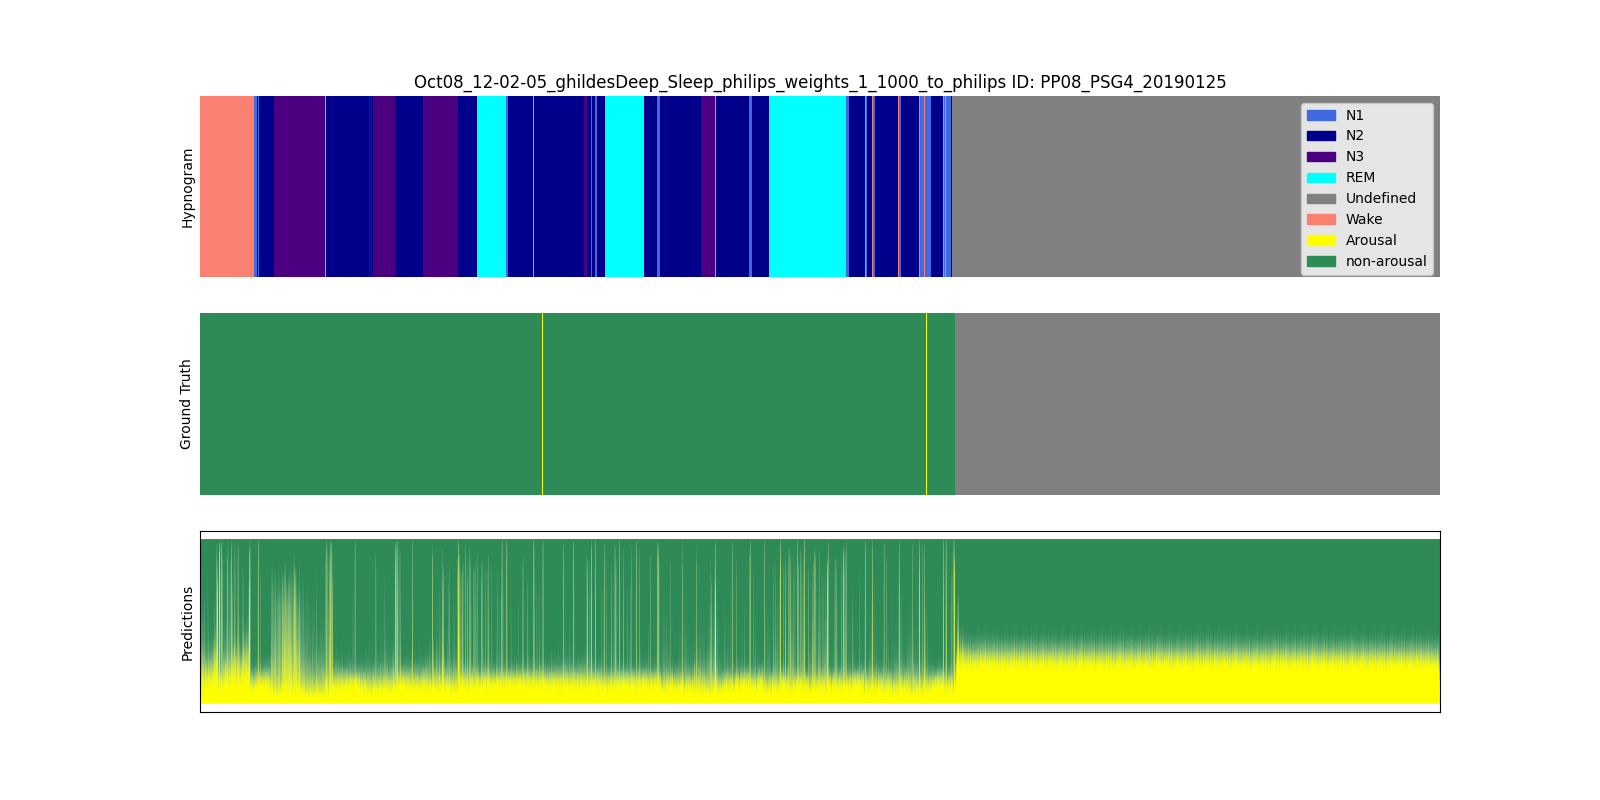 Oct08_12-02-05_ghildesDeep_Sleep_philips_weights_1_1000_to_philips ID: PP08_PSG4_20190125
Hypnogram
N1
N2
N3
REM
Undefined
Wake
Arousal
non-arousal
Ground Truth
Predictions